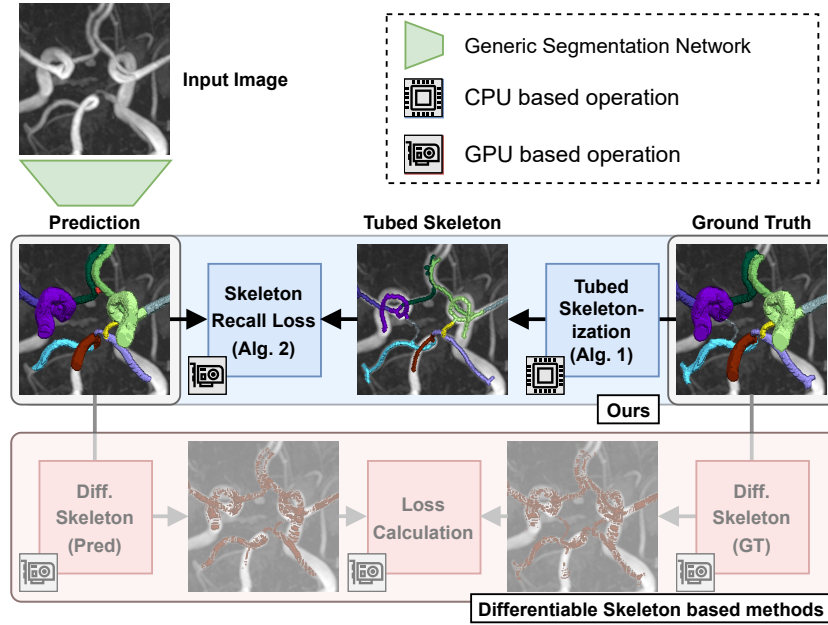 Input Image
Generic Segmentation Network
CPU based operation
GPU based operation
Prediction
Tubed Skeleton
Ground Truth
Skeleton
Recall Loss
(Alg. 2)
Tubed
Skeleton-
ization
(Alg. 1)
Ours
Diff.
Skeleton
(Pred)
Loss
Calculation
Diff.
Skeleton
(GT)
Differentiable Skeleton based methods